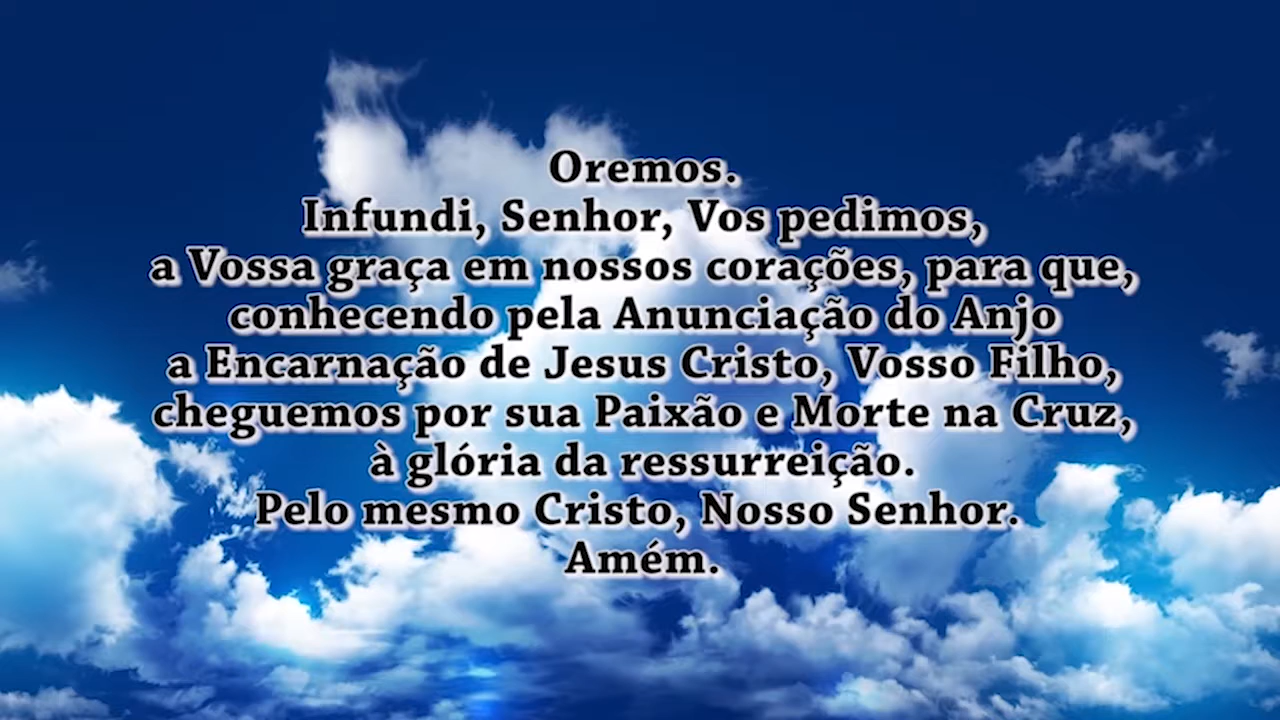 Oremos.
Infundi, Senhor, Vos pedimos,
a Vossa graça em nossos corações, para que,
conhecendo pela Anunciação do Anjo
a Encarnação de Jesus Cristo, Vosso Filho,
cheguemos por sua Paixão e Morte na Cruz,
à glória da ressurreição.
Pelo mesmo Cristo, Nosso Senhor.
Amém.